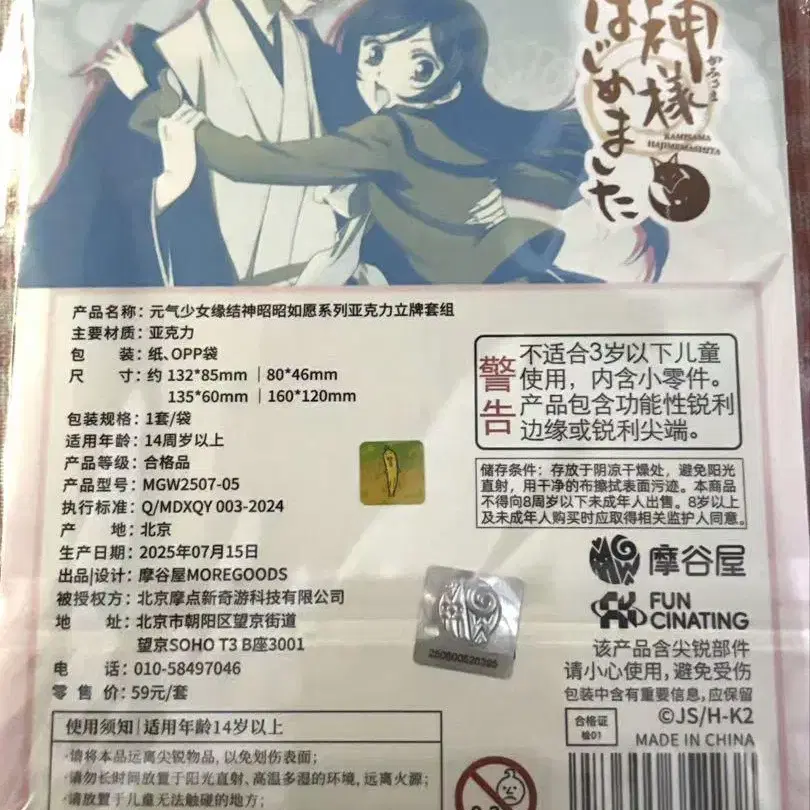 神様
かみさま
はじめました
KAMISAMA
HAJIMEMASHITA
产品名称：元气少女缘结神昭昭如愿系列亚克力立牌套组
主要材质：亚克力
包 装：纸、OPP袋
尺 寸：约 132*85mm｜80*46mm
135*60mm｜160*120mm
包装规格：1套/袋
适用年龄：14周岁以上
产品等级：合格品
产品型号：MGW2507-05
执行标准：Q/MDXQY 003-2024
产 地：北京
生产日期：2025年07月15日
出品|设计：摩谷屋MOREGOODS
被授权方：北京摩点新奇游科技有限公司
地 址：北京市朝阳区望京街道
望京SOHO T3 B座3001
电 话：010-58497046
零 售 价：59元/套
警告
不适合3岁以下儿童
使用，内含小零件。
产品包含功能性锐利
边缘或锐利尖端。
储存条件：存放于阴凉干燥处，避免阳光
直射，用干净的布擦拭表面污迹。本商品
不得向8周岁以下未成年人出售。8岁以上
及未成年人购买时应取得相关监护人同意。
摩谷屋
FUN
CINATING
该产品含尖锐部件
请小心使用，避免受伤
包装中含有重要信息，应保留
©JS/H-K2
合格证
检01
MADE IN CHINA
使用须知｜适用年龄14岁以上
·请将本品远离尖锐物品，以免划伤表面；
·请勿长时间放置于阳光直射、高温多湿的环境，远离火源；
·请放置于儿童无法触碰的地方；
0-3